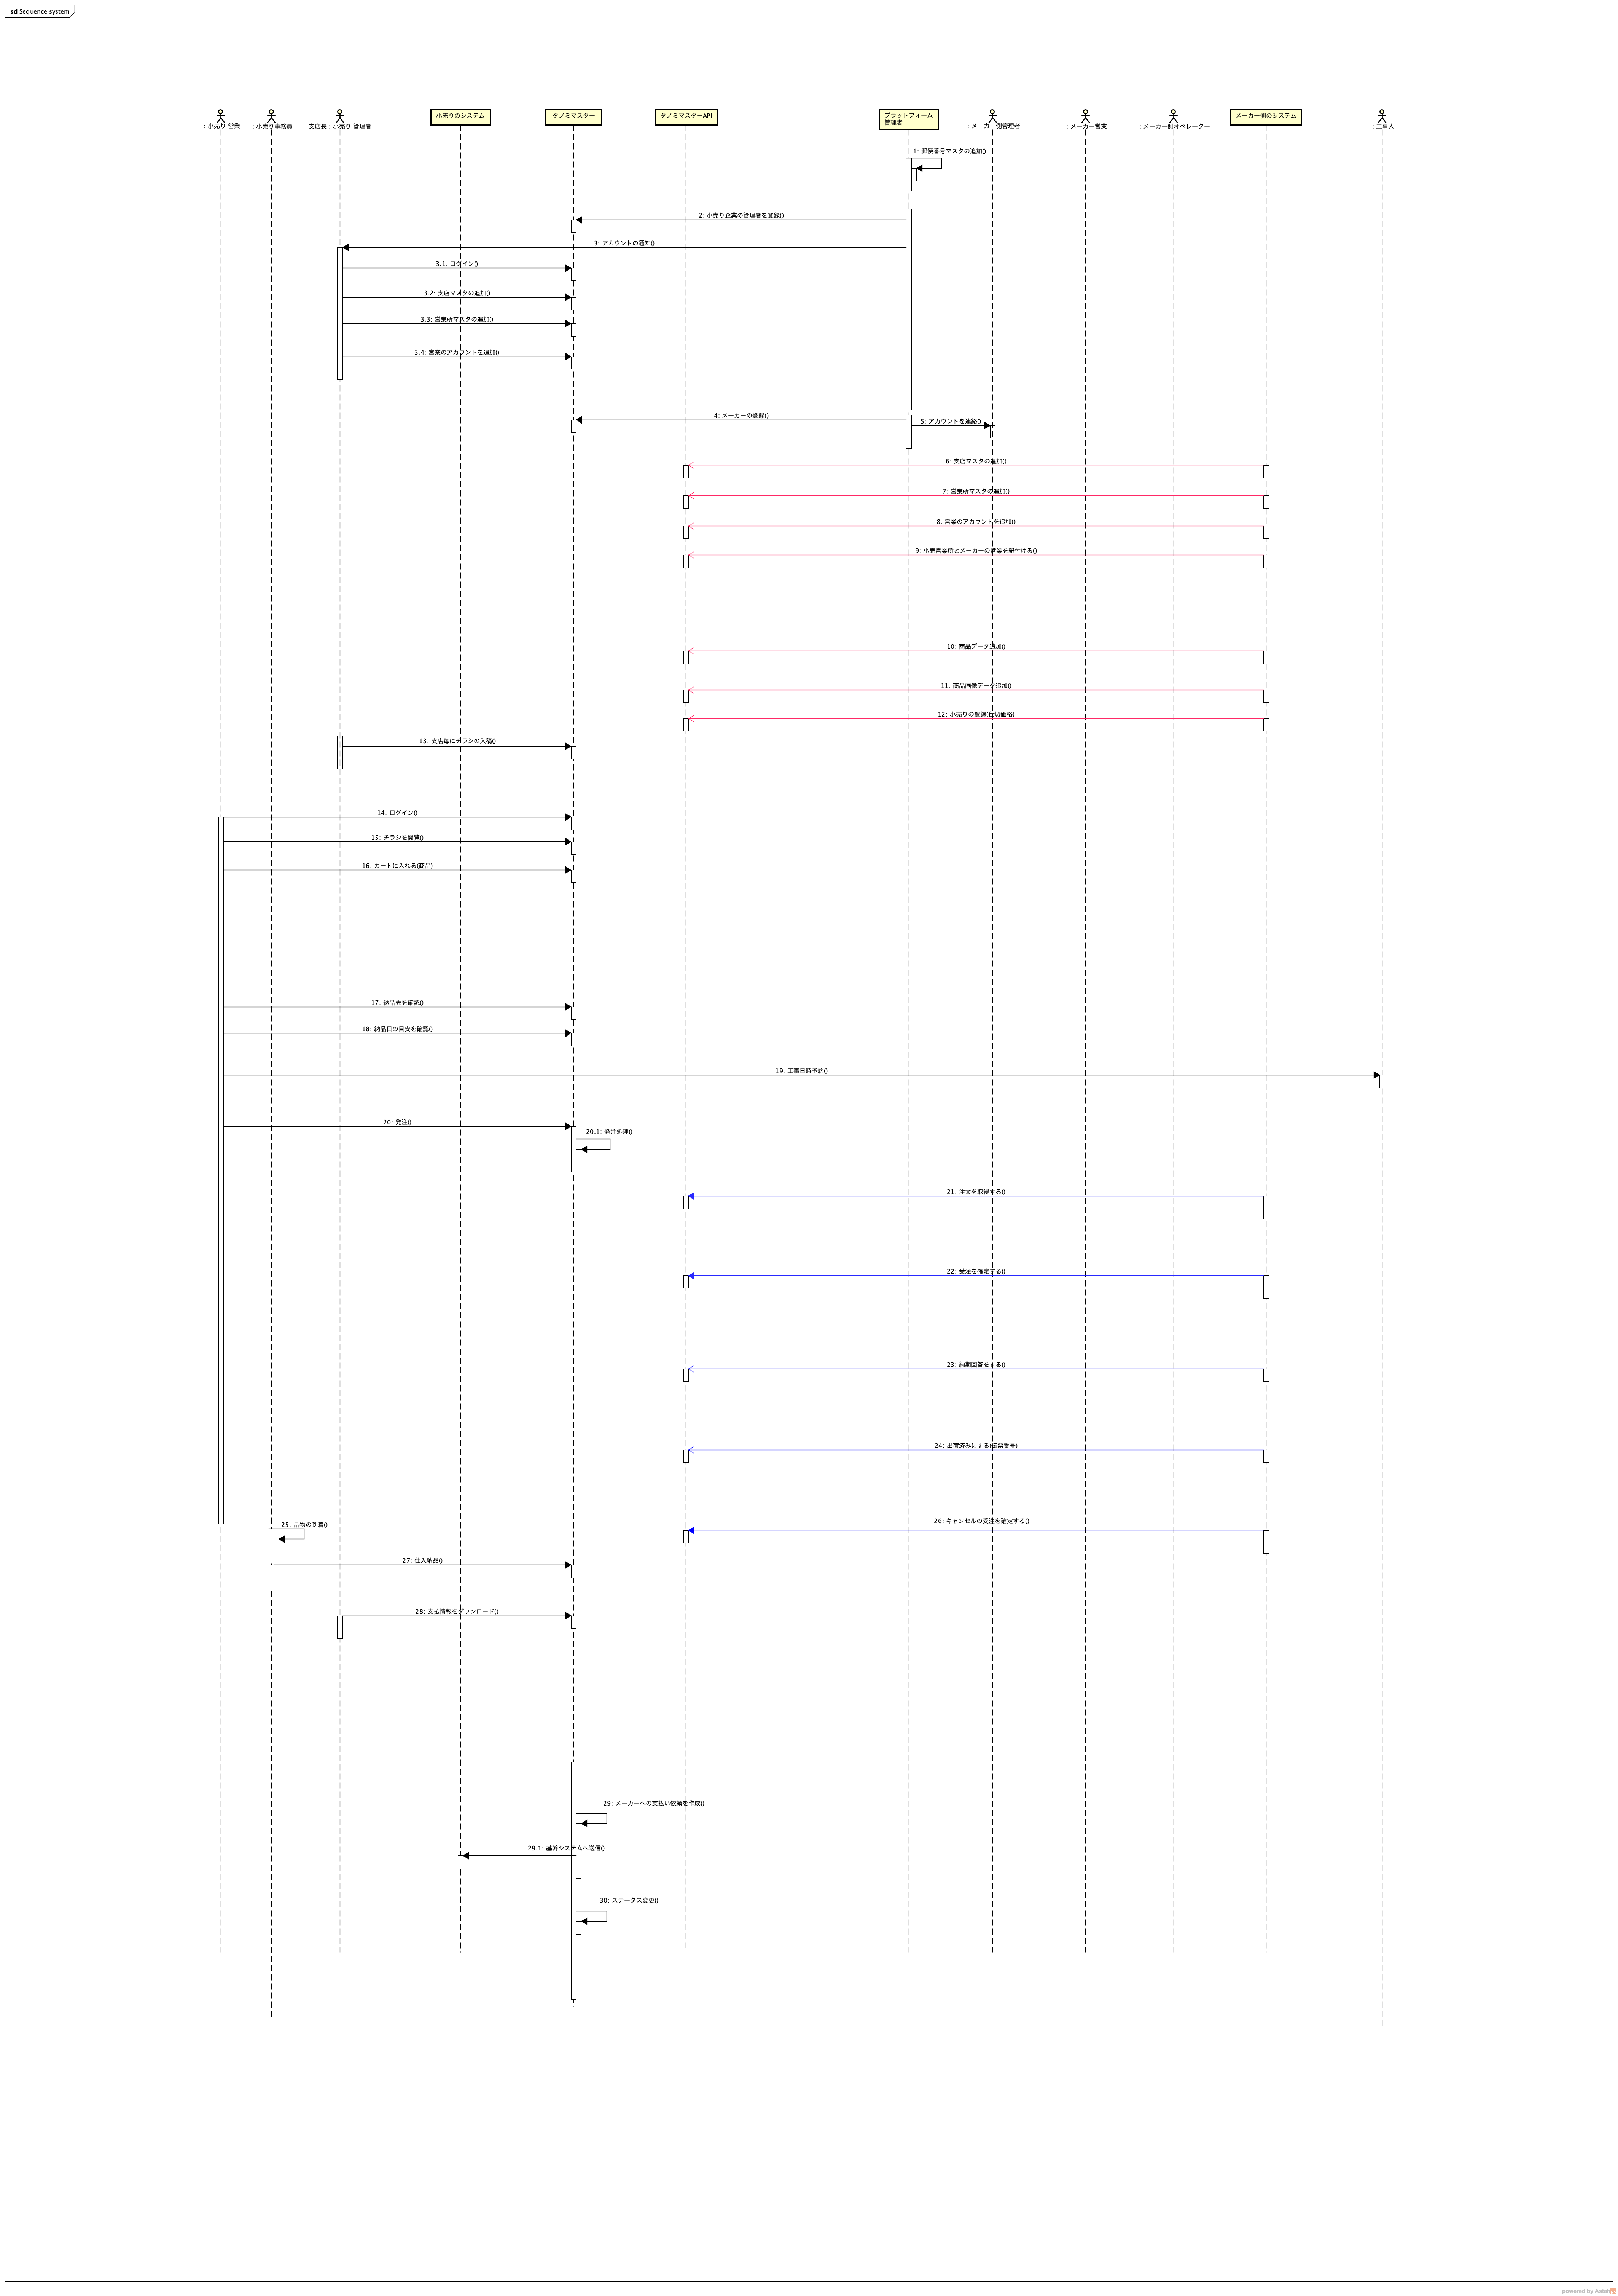 sd Sequence system
: 小売り 営業
: 小売り事務員
支店長 : 小売り 管理者
小売りのシステム
タノミマスター
タノミマスターAPI
プラットフォーム
管理者
: メーカー側管理者
: メーカー営業
: メーカー側オペレーター
メーカー側のシステム
: 工事人
1: 郵便番号マスタの追加()
2: 小売り企業の管理者を登録()
3: アカウントの通知()
3.1: ログイン()
3.2: 支店マスタの追加()
3.3: 営業所マスタの追加()
3.4: 営業のアカウントを追加()
4: メーカーの登録()
5: アカウントを連絡()
6: 支店マスタの追加()
7: 営業所マスタの追加()
8: 営業のアカウントを追加()
9: 小売営業所とメーカーの営業を紐付ける()
10: 商品データ追加()
11: 商品画像データ追加()
12: 小売りの登録(仕切価格)
13: 支店毎にチラシの入稿()
14: ログイン()
15: チラシを閲覧()
16: カートに入れる(商品)
17: 納品先を確認()
18: 納品日の目安を確認()
19: 工事日時予約()
20: 発注()
20.1: 発注処理()
21: 注文を取得する()
22: 受注を確定する()
23: 納期回答をする()
24: 出荷済みにする(伝票番号)
25: 品物の到着()
26: キャンセルの受注を確定する()
27: 仕入納品()
28: 支払情報をダウンロード()
29: メーカーへの支払い依頼を作成()
29.1: 基幹システムへ送信()
30: ステータス変更()
powered by Astah